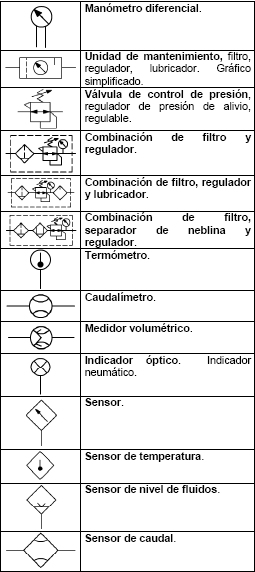 Manómetro diferencial.
Unidad de mantenimiento, filtro,
regulador, lubricador. Gráfico
simplificado.
Válvula de control de presión,
regulador de presión de alivio,
regulable.
Combinación de filtro y
regulador.
Combinación de filtro, regulador
y lubricador.
Combinación de filtro,
separador de neblina y
regulador.
Termómetro.
Caudalímetro.
Medidor volumétrico.
Indicador óptico. Indicador
neumático.
Sensor.
Sensor de temperatura.
Sensor de nivel de fluidos.
Sensor de caudal.